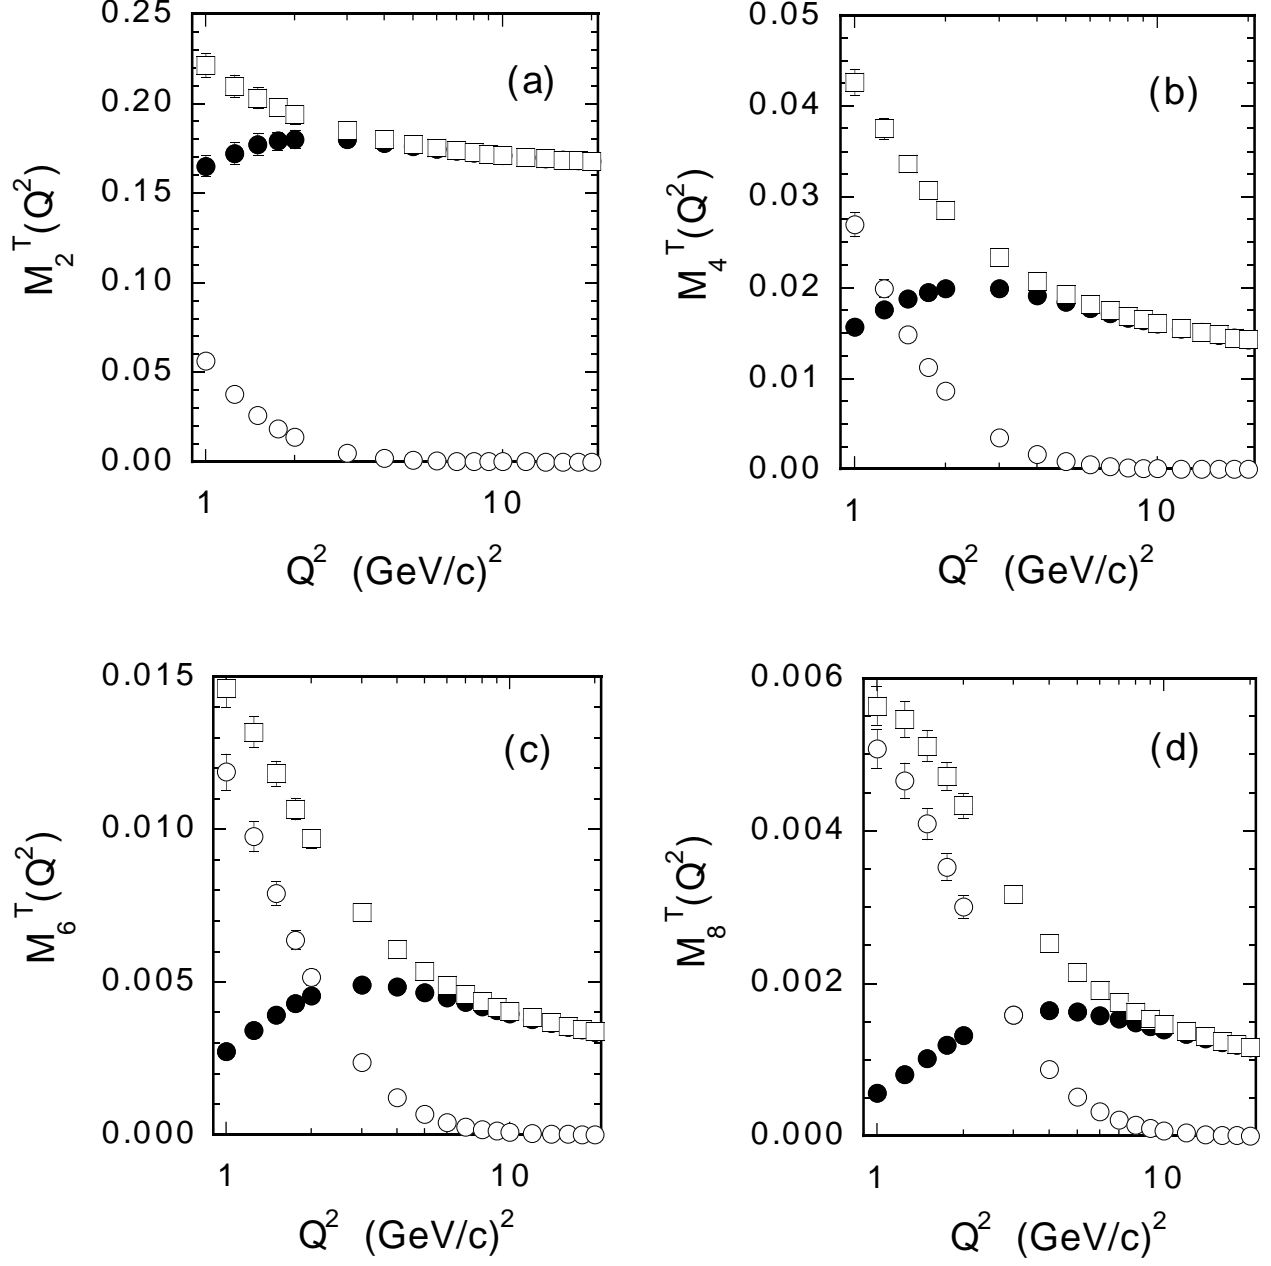 0.25
0.20
0.15
0.10
0.05
0.00
M₂ᵀ(Q²)
(a)
1 10
Q² (GeV/c)²
0.05
0.04
0.03
0.02
0.01
0.00
M₄ᵀ(Q²)
(b)
1 10
Q² (GeV/c)²
0.015
0.010
0.005
0.000
M₆ᵀ(Q²)
(c)
1 10
Q² (GeV/c)²
0.006
0.004
0.002
0.000
M₈ᵀ(Q²)
(d)
1 10
Q² (GeV/c)²